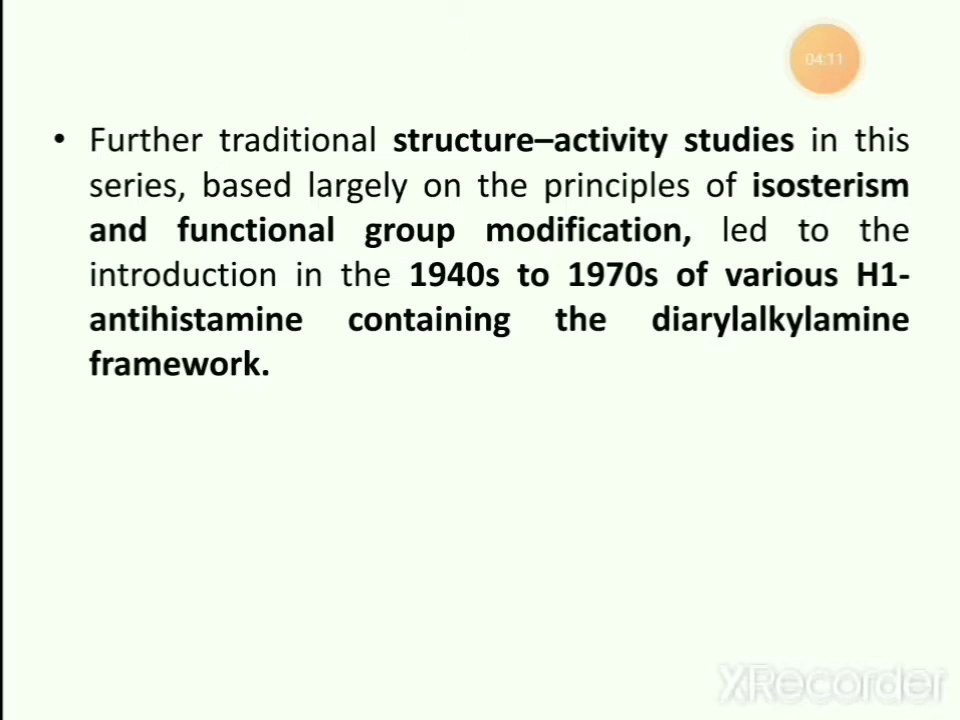 04:11
• Further traditional structure–activity studies in this
series, based largely on the principles of isosterism
and functional group modification, led to the
introduction in the 1940s to 1970s of various H1-
antihistamine containing the diarylalkylamine
framework.
XRecorder